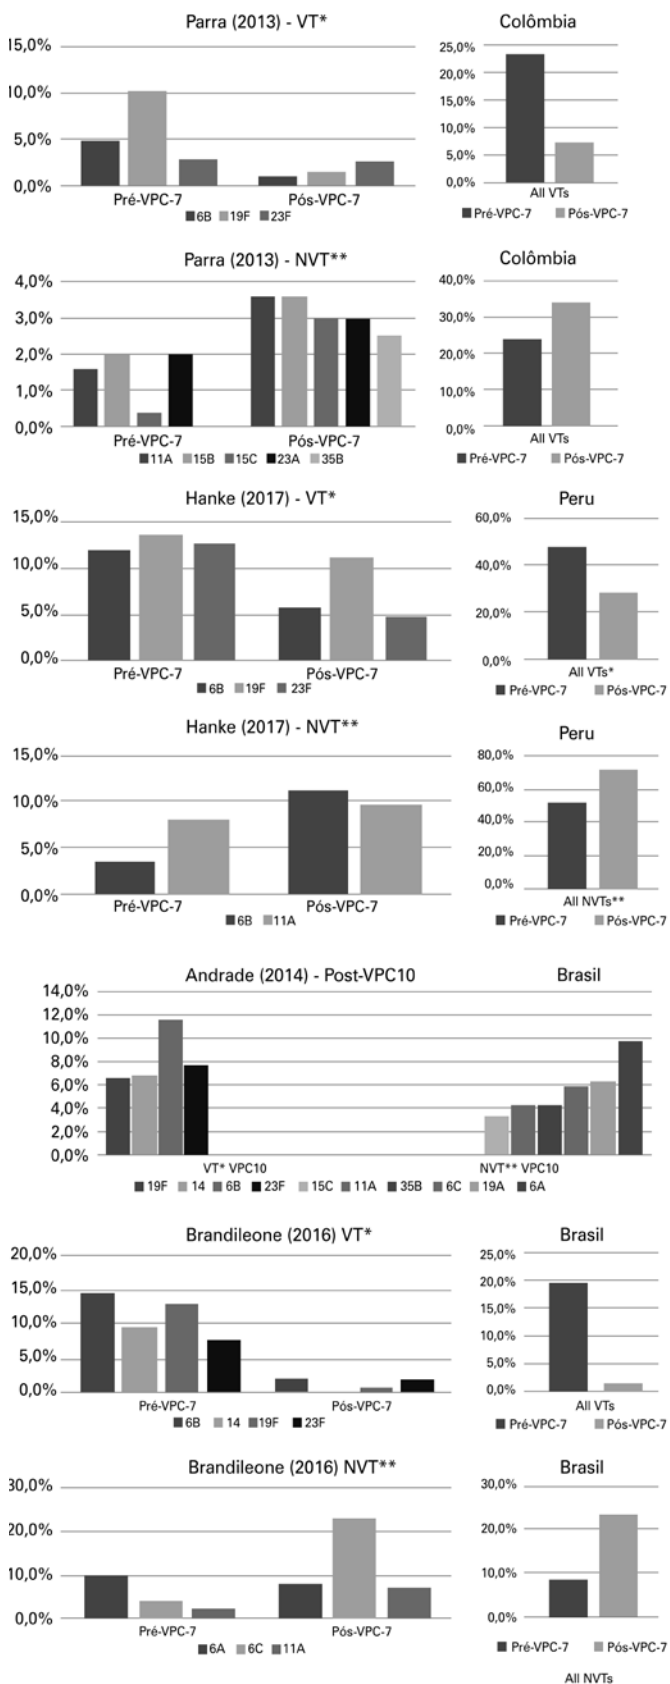 Parra (2013) - VT*
15,0%
10,0%
5,0%
0,0%
Pré-VPC-7 Pós-VPC-7
6B 19F 23F
Colômbia
25,0%
20,0%
15,0%
10,0%
5,0%
0,0%
All VTs
Pré-VPC-7 Pós-VPC-7
Parra (2013) - NVT**
4,0%
3,0%
2,0%
1,0%
0,0%
Pré-VPC-7 Pós-VPC-7
11A 15B 15C 23A 35B
Colômbia
40,0%
30,0%
20,0%
10,0%
0,0%
All VTs
Pré-VPC-7 Pós-VPC-7
Hanke (2017) - VT*
15,0%
10,0%
5,0%
0,0%
Pré-VPC-7 Pós-VPC-7
6B 19F 23F
Peru
60,0%
40,0%
20,0%
0,0%
All VTs*
Pré-VPC-7 Pós-VPC-7
Hanke (2017) - NVT**
15,0%
10,0%
5,0%
0,0%
Pré-VPC-7 Pós-VPC-7
6B 11A
Peru
80,0%
60,0%
40,0%
20,0%
0,0%
All NVTs**
Pré-VPC-7 Pós-VPC-7
Andrade (2014) - Post-VPC10 Brasil
14,0%
12,0%
10,0%
8,0%
6,0%
4,0%
2,0%
0,0%
VT* VPC10 NVT** VPC10
19F 14 6B 23F 15C 11A 35B 6C 19A 6A
Brandileone (2016) VT*
20,0%
15,0%
10,0%
5,0%
0,0%
Pré-VPC-7 Pós-VPC-7
6B 14 19F 23F
Brasil
25,0%
20,0%
15,0%
10,0%
5,0%
0,0%
All VTs
Pré-VPC-7 Pós-VPC-7
Brandileone (2016) NVT**
30,0%
20,0%
10,0%
0,0%
Pré-VPC-7 Pós-VPC-7
6A 6C 11A
Brasil
30,0%
20,0%
10,0%
0,0%
Pré-VPC-7 Pós-VPC-7
All NVTs